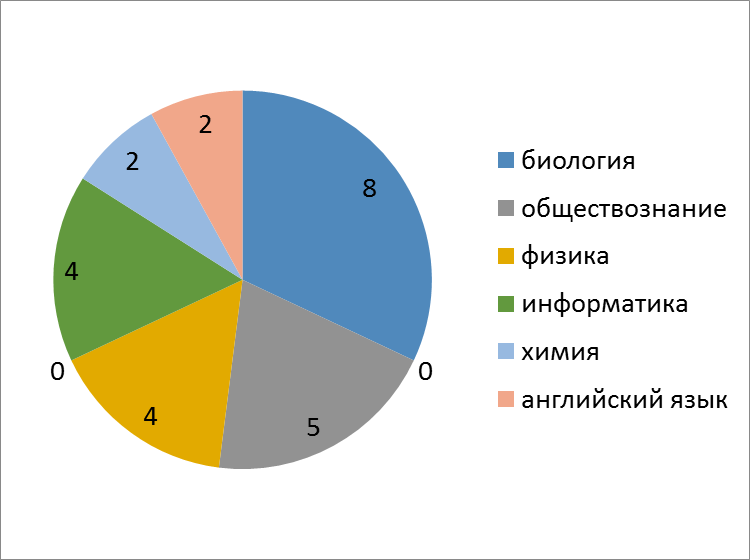 2
2
8
4
0
0
4
5
биология
обществознание
физика
информатика
химия
английский язык